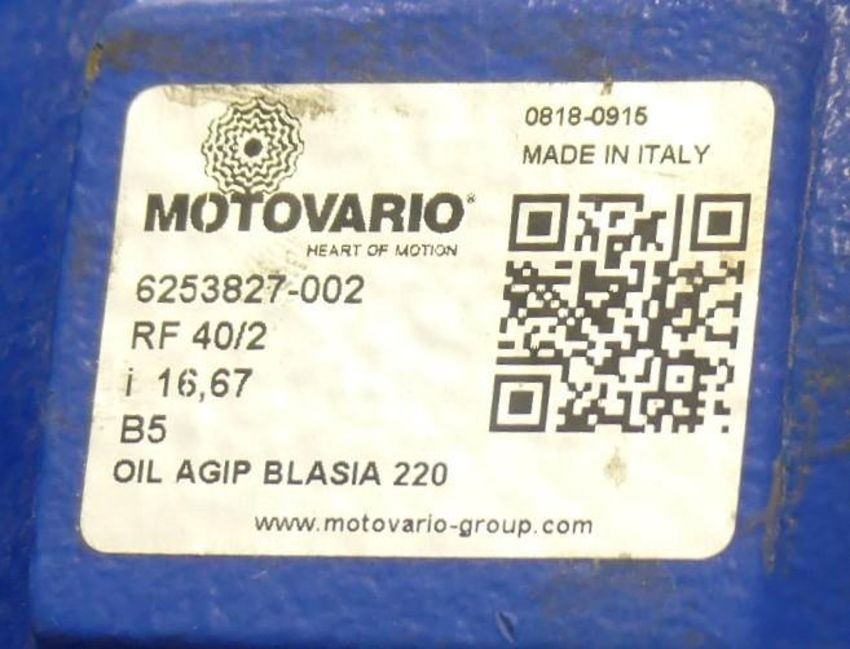 0818-0915
MADE IN ITALY
MOTOVARIO®
HEART OF MOTION
6253827-002
RF 40/2
i 16,67
B5
OIL AGIP BLASIA 220
www.motovario-group.com